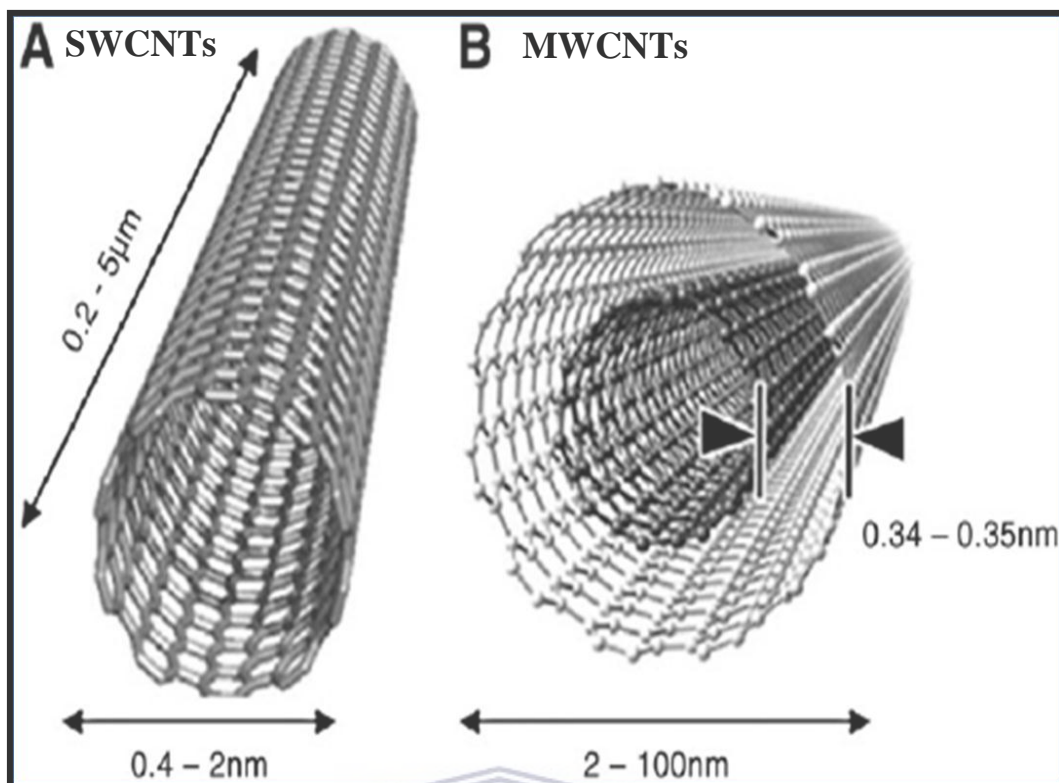 A SWCNTs
B MWCNTs
0.2 - 5μm
0.34 – 0.35nm
0.4 – 2nm
2 – 100nm